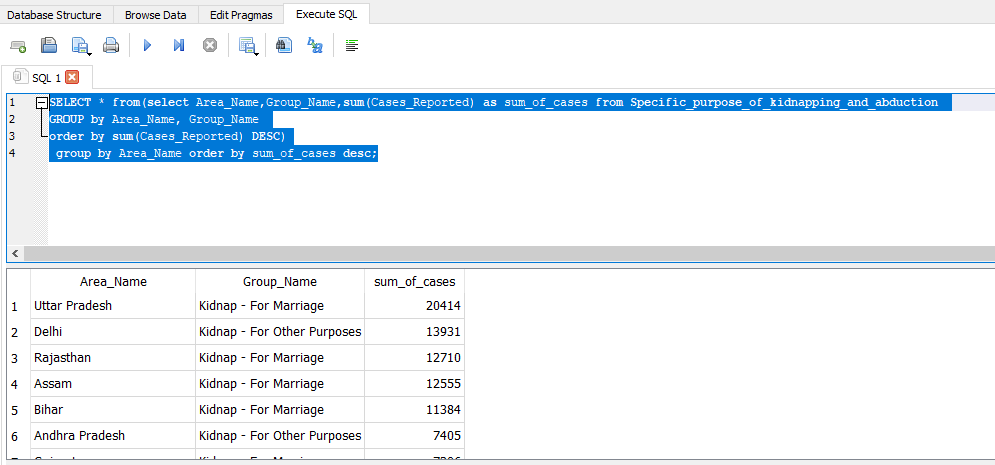 Database Structure Browse Data Edit Pragmas Execute SQL
SQL 1
1 SELECT * from(select Area_Name,Group_Name,sum(Cases_Reported) as sum_of_cases from Specific_purpose_of_kidnapping_and_abduction
2 GROUP by Area_Name, Group_Name
3 order by sum(Cases_Reported) DESC)
4 group by Area_Name order by sum_of_cases desc;
Area_Name Group_Name sum_of_cases
1 Uttar Pradesh Kidnap - For Marriage 20414
2 Delhi Kidnap - For Other Purposes 13931
3 Rajasthan Kidnap - For Marriage 12710
4 Assam Kidnap - For Marriage 12555
5 Bihar Kidnap - For Marriage 11384
6 Andhra Pradesh Kidnap - For Other Purposes 7405